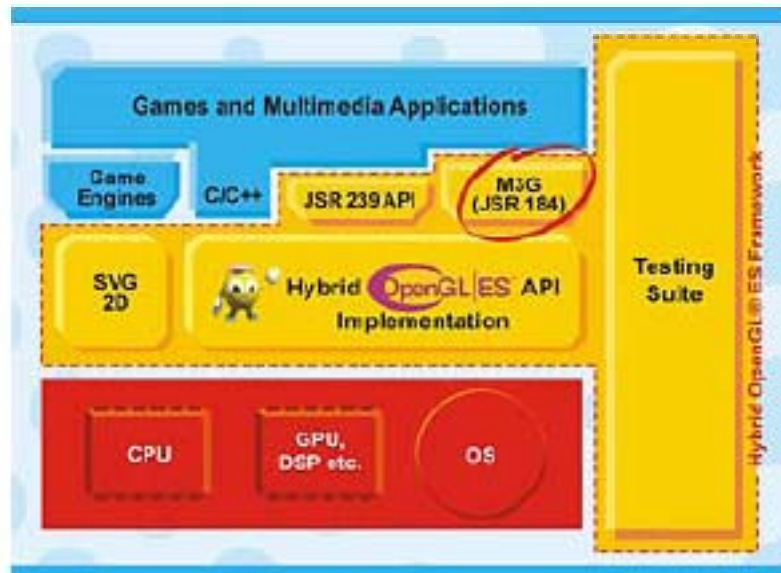 Games and Multimedia Applications
Game
Engines
C/C++
JSR 239 API
M3G
(JSR 184)
SVG
2D
Hybrid OpenGL|ES API
Implementation
Testing
Suite
Hybrid OpenGL® ES Framework
CPU
GPU,
DSP etc.
OS